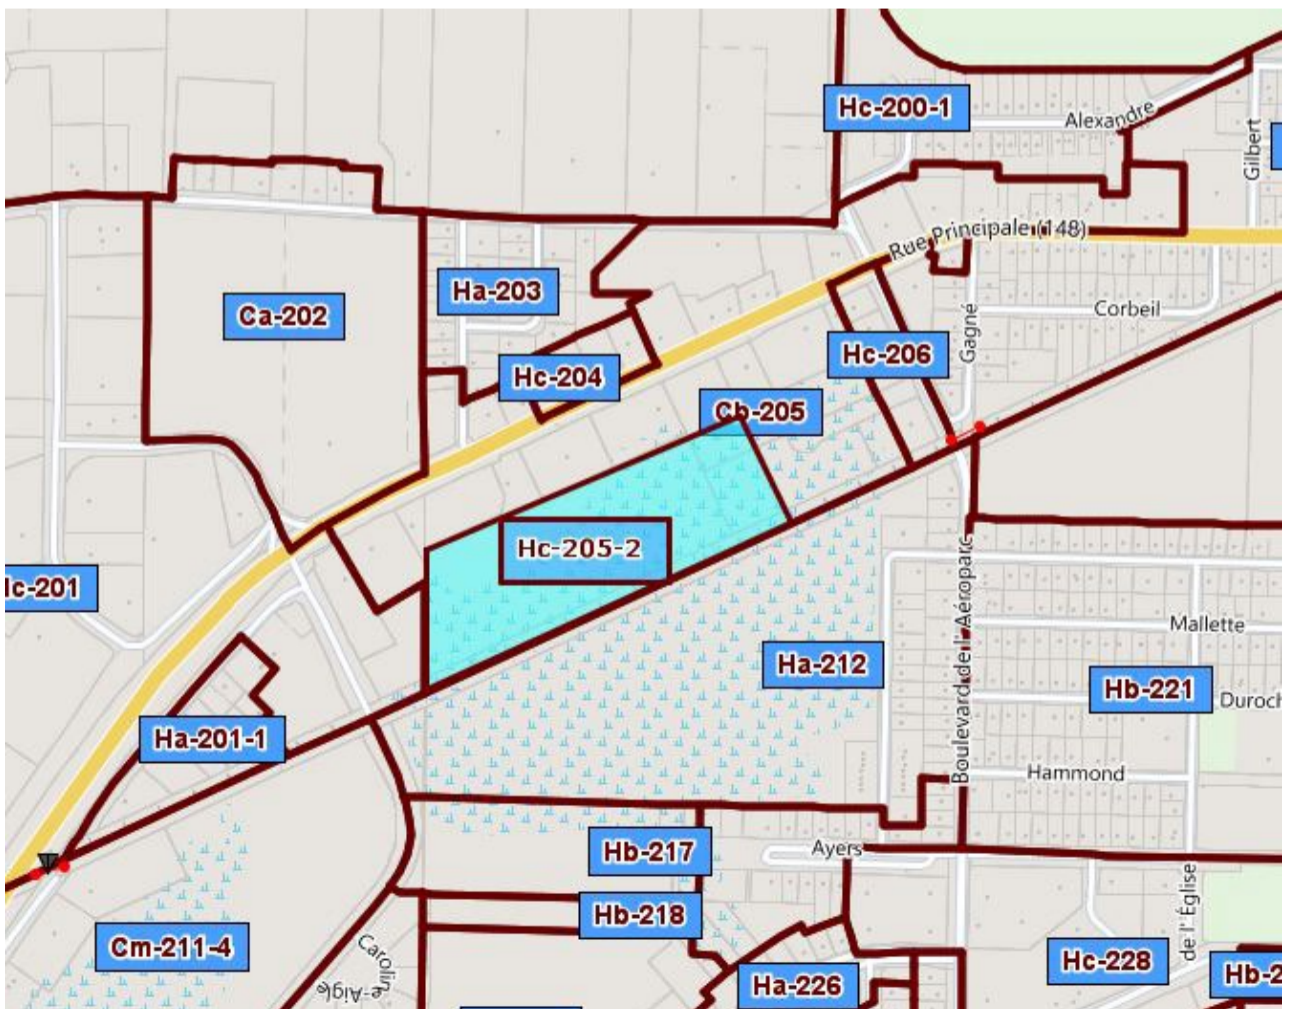 Hc-200-1
Alexandre
Gilbert
Rue Principale (148)
Ha-203
Ca-202
Corbeil
Gagné
Hc-206
Hc-204
Cb-205
Hc-205-2
c-201
Boulevard de l'Aéroparc
Mallette
Ha-212
Hb-221
Duroch
Ha-201-1
Hammond
Ayers
Hb-217
de l'Église
Hb-218
Cm-211-4
Caroline-Aigle
Hc-228
Hb-2
Ha-226